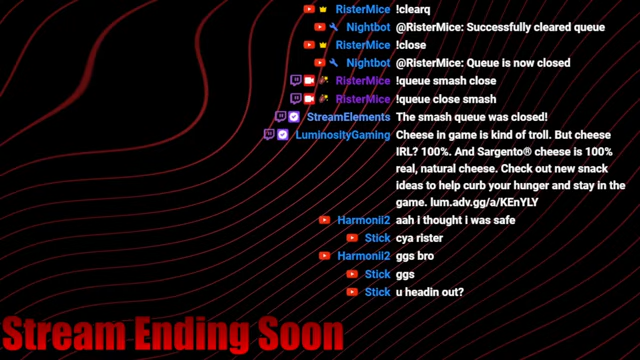 RisterMice !clearq
Nightbot @RisterMice: Successfully cleared queue
RisterMice !close
Nightbot @RisterMice: Queue is now closed
RisterMice !queue smash close
RisterMice !queue close smash
StreamElements The smash queue was closed!
LuminosityGaming Cheese in game is kind of troll. But cheese
IRL? 100%. And Sargento® cheese is 100%
real, natural cheese. Check out new snack
ideas to help curb your hunger and stay in the
game. lum.adv.gg/a/KEnYLY
Harmonii2 aah i thought i was safe
Stick cya rister
Harmonii2 ggs bro
Stick ggs
Stick u headin out?
Stream Ending Soon